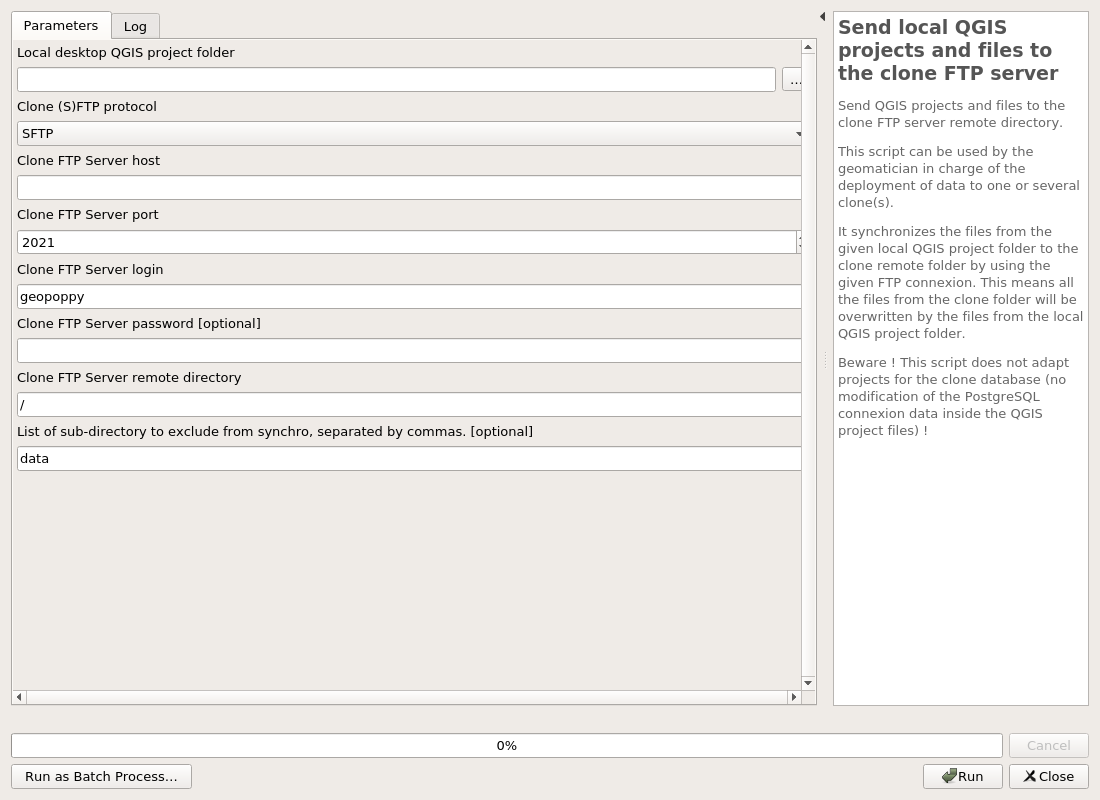 Parameters
Log
Local desktop QGIS project folder
...
Clone (S)FTP protocol
SFTP
Clone FTP Server host
Clone FTP Server port
2021
Clone FTP Server login
geopoppy
Clone FTP Server password [optional]
Clone FTP Server remote directory
/
List of sub-directory to exclude from synchro, separated by commas. [optional]
data
Send local QGIS
projects and files to
the clone FTP server
Send QGIS projects and files to the
clone FTP server remote directory.
This script can be used by the
geomatician in charge of the
deployment of data to one or several
clone(s).
It synchronizes the files from the
given local QGIS project folder to the
clone remote folder by using the
given FTP connexion. This means all
the files from the clone folder will be
overwritten by the files from the local
QGIS project folder.
Beware ! This script does not adapt
projects for the clone database (no
modification of the PostgreSQL
connexion data inside the QGIS
project files) !
0%
Cancel
Run as Batch Process...
Run
Close